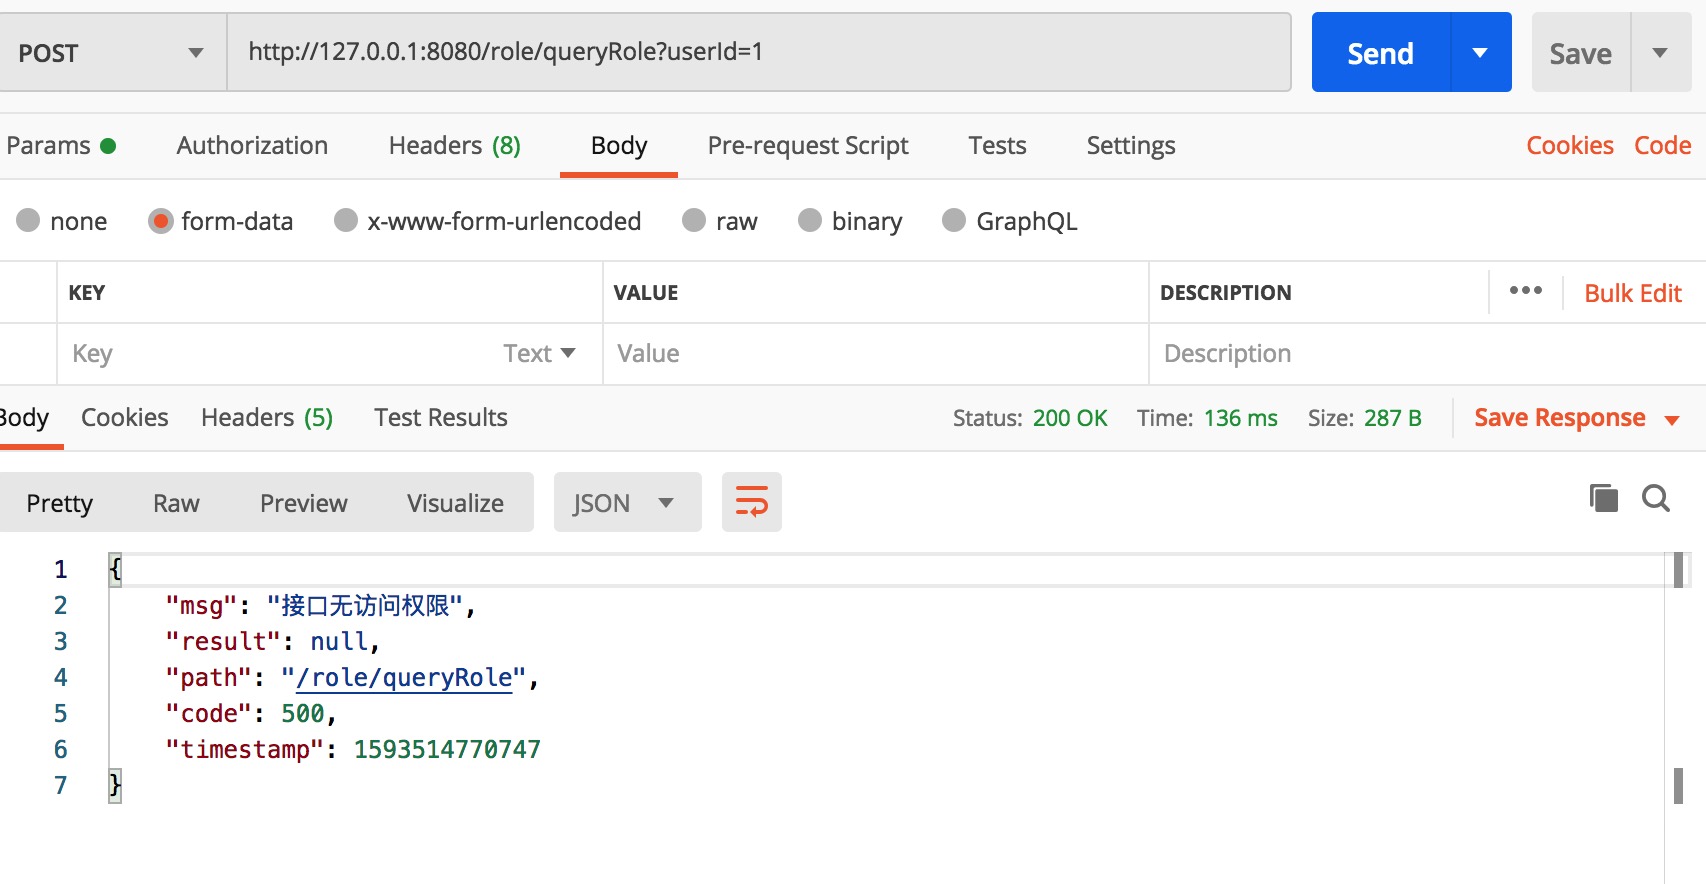 POST http://127.0.0.1:8080/role/queryRole?userId=1 Send Save
Params Authorization Headers (8) Body Pre-request Script Tests Settings Cookies Code
none form-data x-www-form-urlencoded raw binary GraphQL
KEY VALUE DESCRIPTION ••• Bulk Edit
Key Text Value Description
Body Cookies Headers (5) Test Results Status: 200 OK Time: 136 ms Size: 287 B Save Response
Pretty Raw Preview Visualize JSON
1 {
2 "msg": "接口无访问权限",
3 "result": null,
4 "path": "/role/queryRole",
5 "code": 500,
6 "timestamp": 1593514770747
7 }